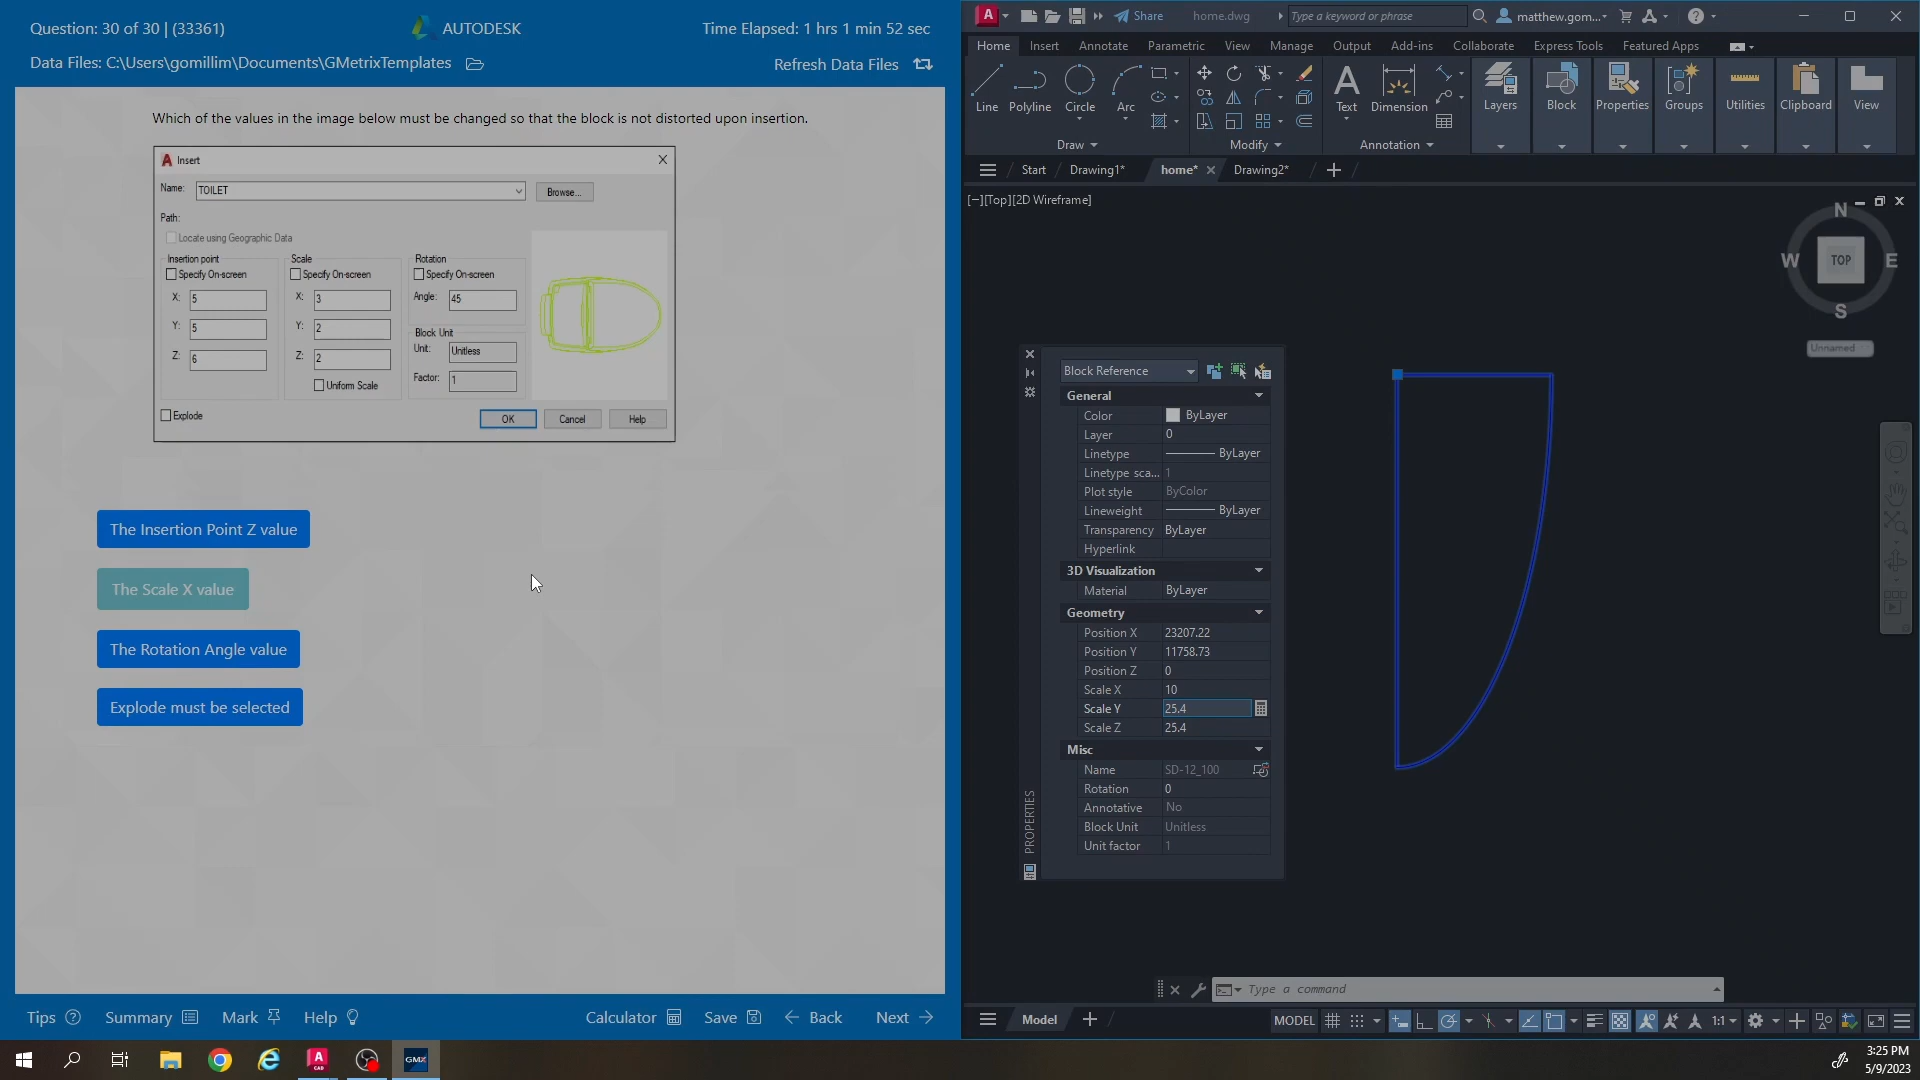 Question: 30 of 30 | (33361)
AUTODESK
Time Elapsed: 1 hrs 1 min 52 sec
Data Files: C:\Users\gomillim\Documents\GMetrixTemplates
Refresh Data Files
Which of the values in the image below must be changed so that the block is not distorted upon insertion.
Insert
Name: TOILET
Browse...
Path:
Locate using Geographic Data
Insertion point
Specify On-screen
X: 5
Y: 5
Z: 6
Scale
Specify On-screen
X: 3
Y: 2
Z: 2
Uniform Scale
Rotation
Specify On-screen
Angle: 45
Block Unit
Unit: Unitless
Factor: 1
Explode
OK
Cancel
Help
The Insertion Point Z value
The Scale X value
The Rotation Angle value
Explode must be selected
Tips
Summary
Mark
Help
Calculator
Save
Back
Next
A
Share
home.dwg
Type a keyword or phrase
matthew.gom...
Home Insert Annotate Parametric View Manage Output Add-ins Collaborate Express Tools Featured Apps
Line Polyline Circle Arc
Text Dimension
Layers Block Properties Groups Utilities Clipboard View
Draw
Modify
Annotation
Start
Drawing1*
home*
Drawing2*
[−][Top][2D Wireframe]
N
W TOP E
S
Unnamed
Block Reference
General
Color ByLayer
Layer 0
Linetype ByLayer
Linetype sca... 1
Plot style ByColor
Lineweight ByLayer
Transparency ByLayer
Hyperlink
3D Visualization
Material ByLayer
Geometry
Position X 23207.22
Position Y 11758.73
Position Z 0
Scale X 10
Scale Y 25.4
Scale Z 25.4
Misc
Name SD-12_100
Rotation 0
Annotative No
Block Unit Unitless
Unit factor 1
PROPERTIES
Type a command
Model
MODEL
1:1
A CAD
GMX
3:25 PM
5/9/2023